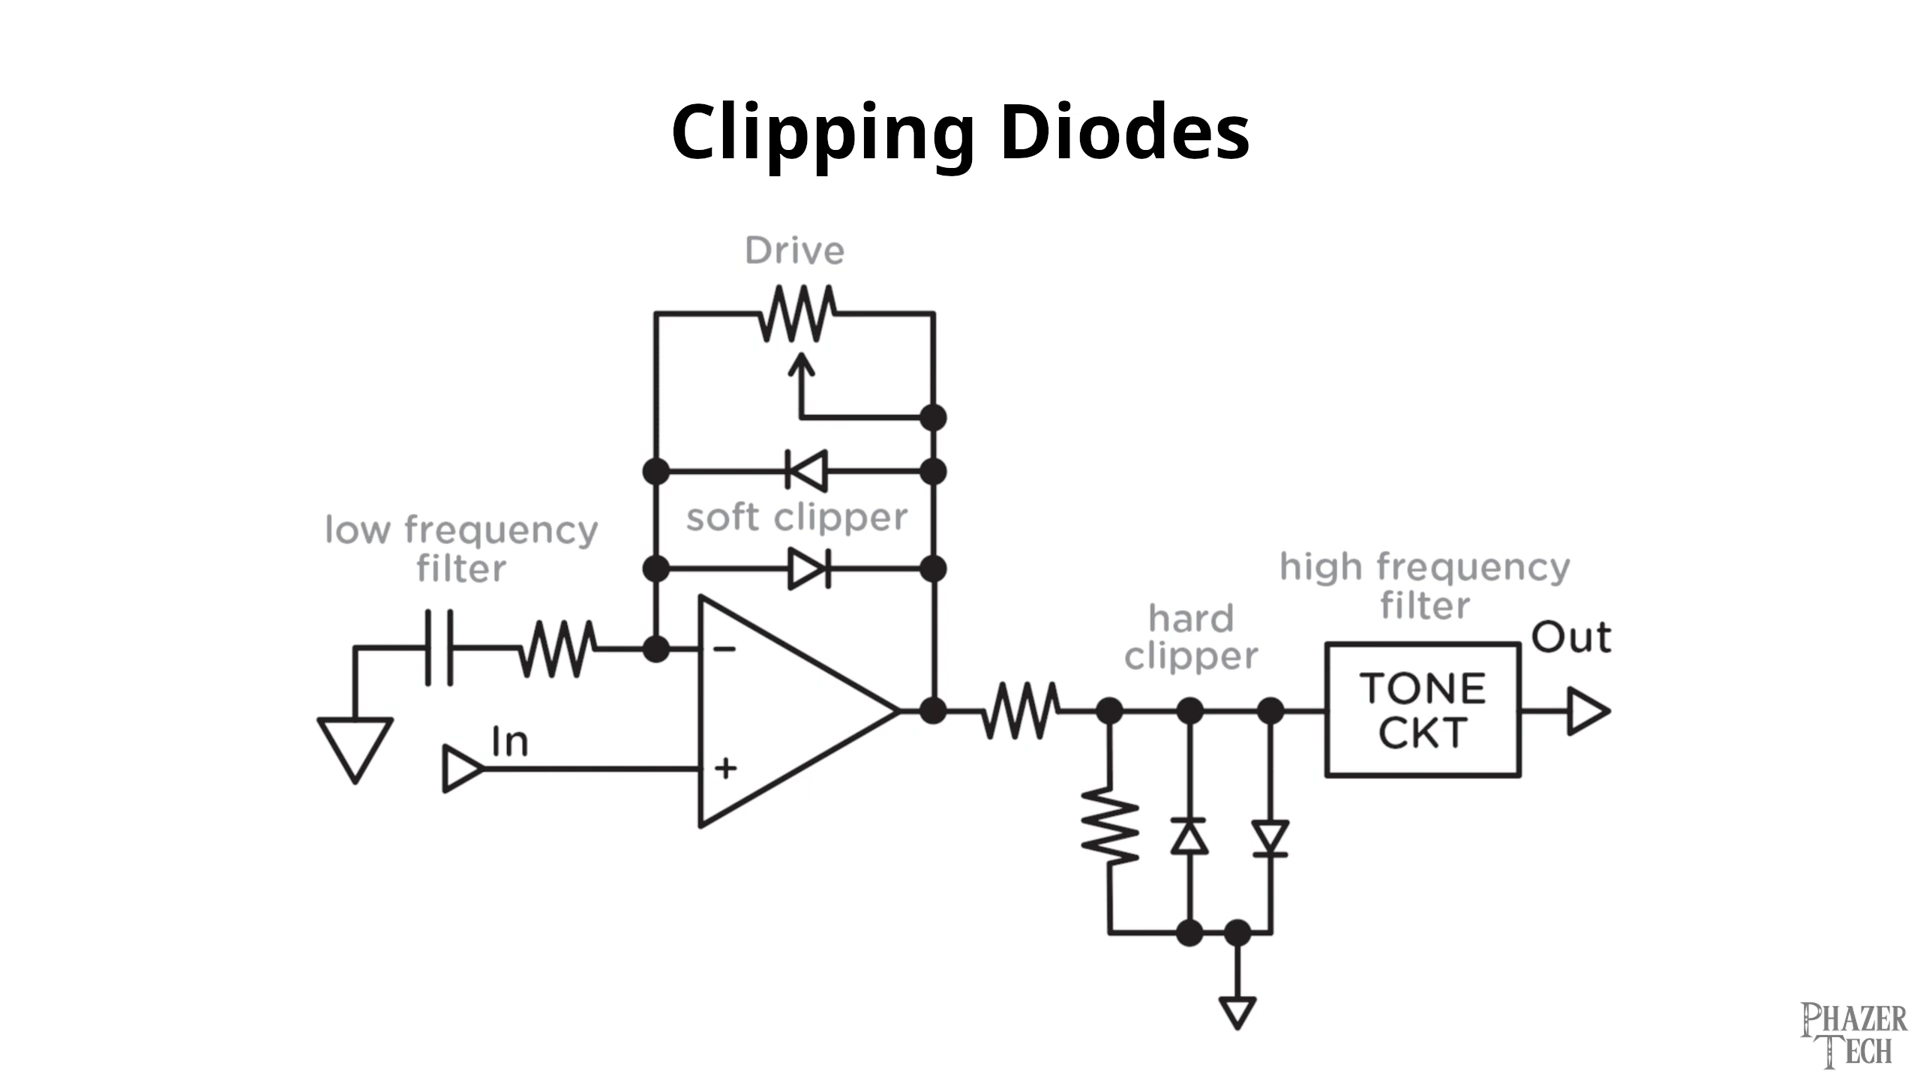 Clipping Diodes
Drive
soft clipper
low frequency
filter
In
−
+
hard
clipper
high frequency
filter
TONE
CKT
Out
PHAZER
TECH